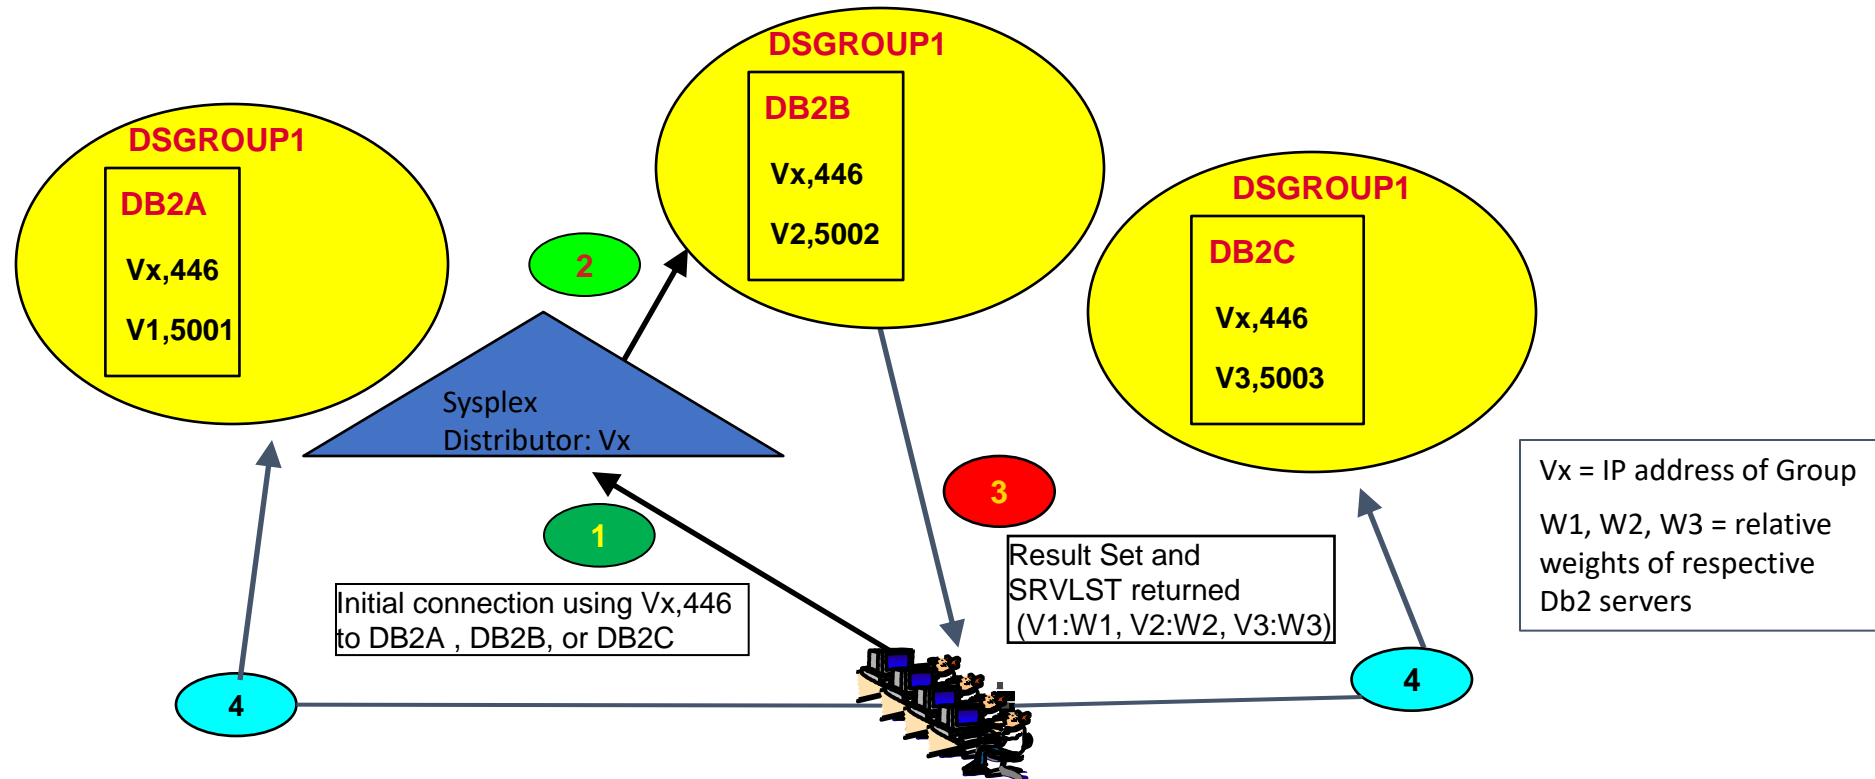 DSGROUP1
DB2A
Vx,446
V1,5001
DSGROUP1
DB2B
Vx,446
V2,5002
DSGROUP1
DB2C
Vx,446
V3,5003
2
Sysplex
Distributor: Vx
1
Initial connection using Vx,446
to DB2A , DB2B, or DB2C
3
Result Set and
SRVLST returned
(V1:W1, V2:W2, V3:W3)
4
4
Vx = IP address of Group
W1, W2, W3 = relative
weights of respective
Db2 servers